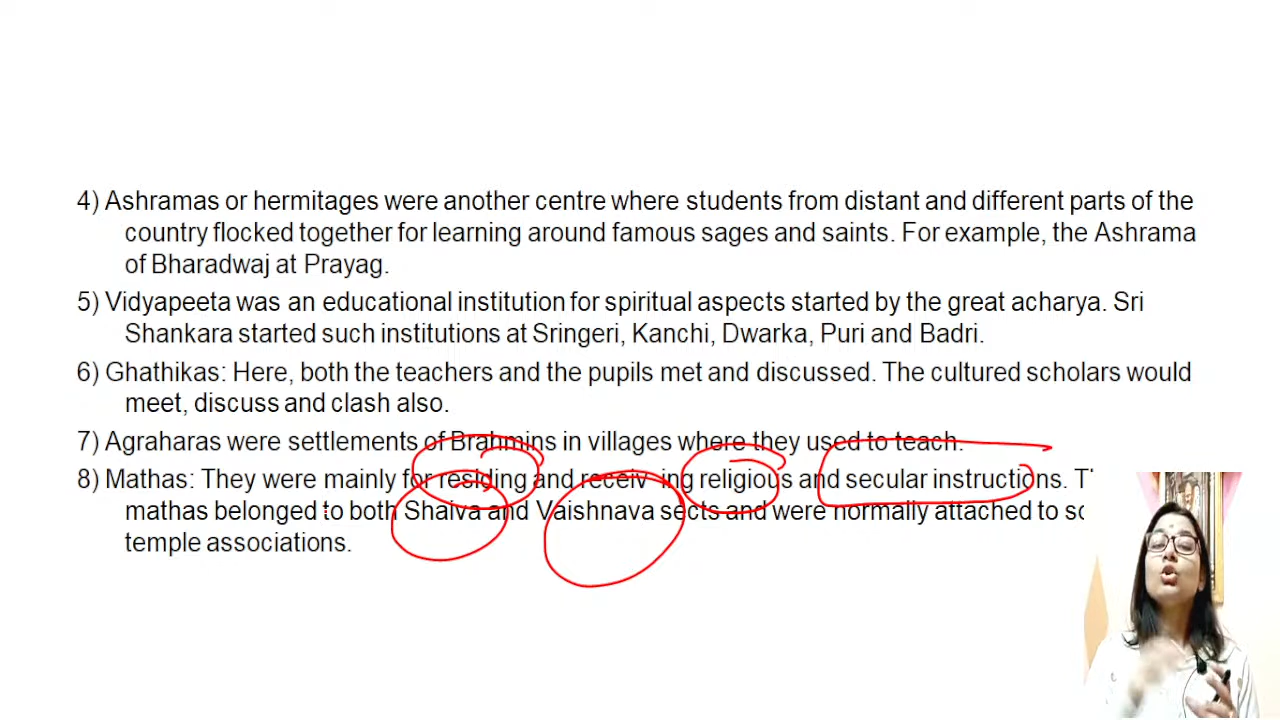 4) Ashramas or hermitages were another centre where students from distant and different parts of the
country flocked together for learning around famous sages and saints. For example, the Ashrama
of Bharadwaj at Prayag.
5) Vidyapeeta was an educational institution for spiritual aspects started by the great acharya. Sri
Shankara started such institutions at Sringeri, Kanchi, Dwarka, Puri and Badri.
6) Ghathikas: Here, both the teachers and the pupils met and discussed. The cultured scholars would
meet, discuss and clash also.
7) Agraharas were settlements of Brahmins in villages where they used to teach.
8) Mathas: They were mainly for residing and receiv ing religious and secular instructions.
mathas belonged to both Shaiva and Vaishnava sects and were normally attached to
temple associations.